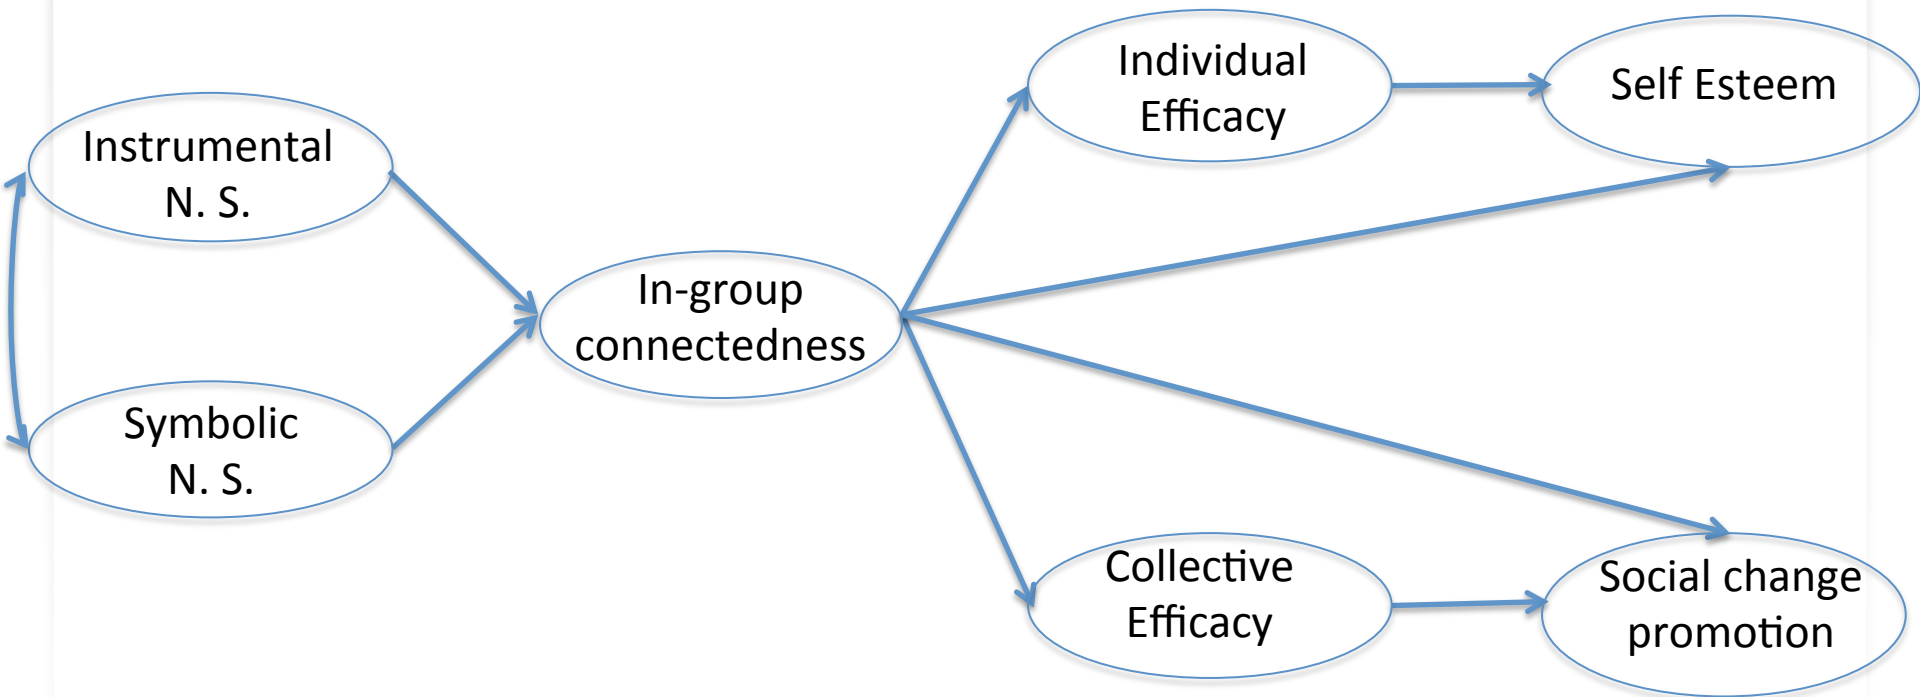 Instrumental
N. S.
Symbolic
N. S.
In-group
connectedness
Individual
Efficacy
Self Esteem
Collective
Efficacy
Social change
promotion